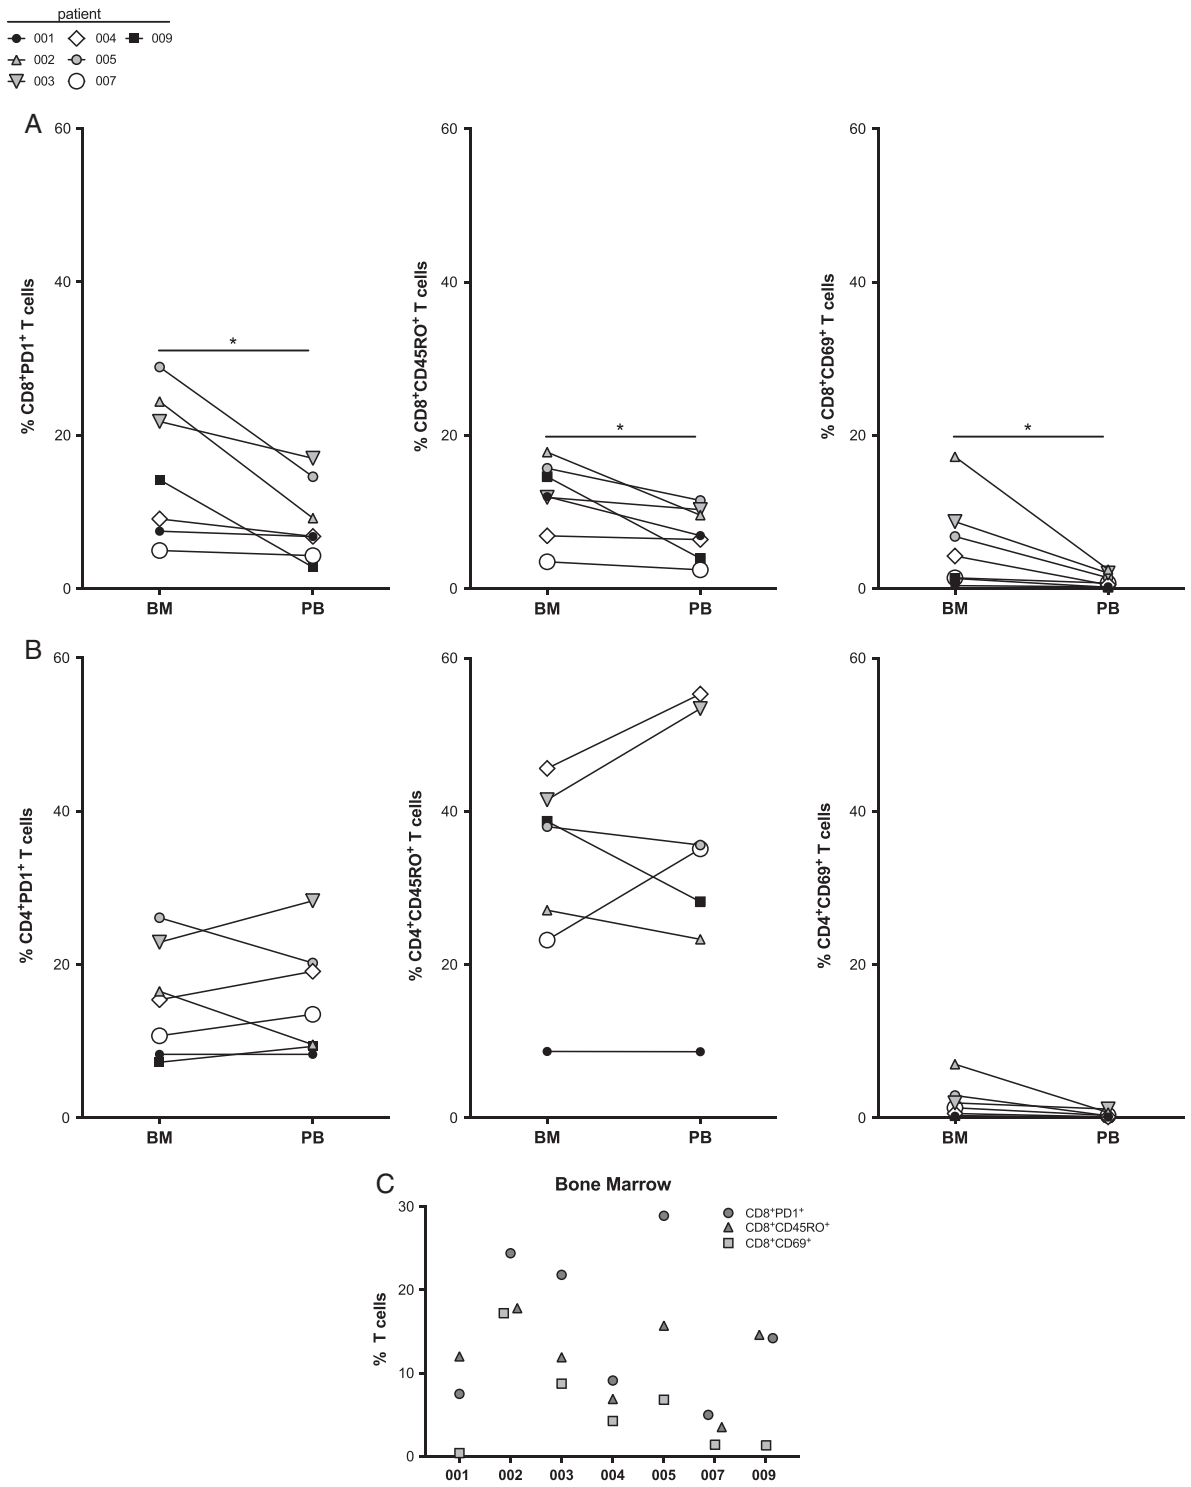 patient
001 004 009
002 005
003 007
A
60 60 60
40 40 40
20 20 20
0 0 0
% CD8+PD1+ T cells
% CD8+CD45RO+ T cells
% CD8+CD69+ T cells
* * *
BM PB BM PB BM PB
B
60 60 60
40 40 40
20 20 20
0 0 0
% CD4+PD1+ T cells
% CD4+CD45RO+ T cells
% CD4+CD69+ T cells
BM PB BM PB BM PB
C
Bone Marrow
30
20
10
0
% T cells
CD8+PD1+
CD8+CD45RO+
CD8+CD69+
001 002 003 004 005 007 009